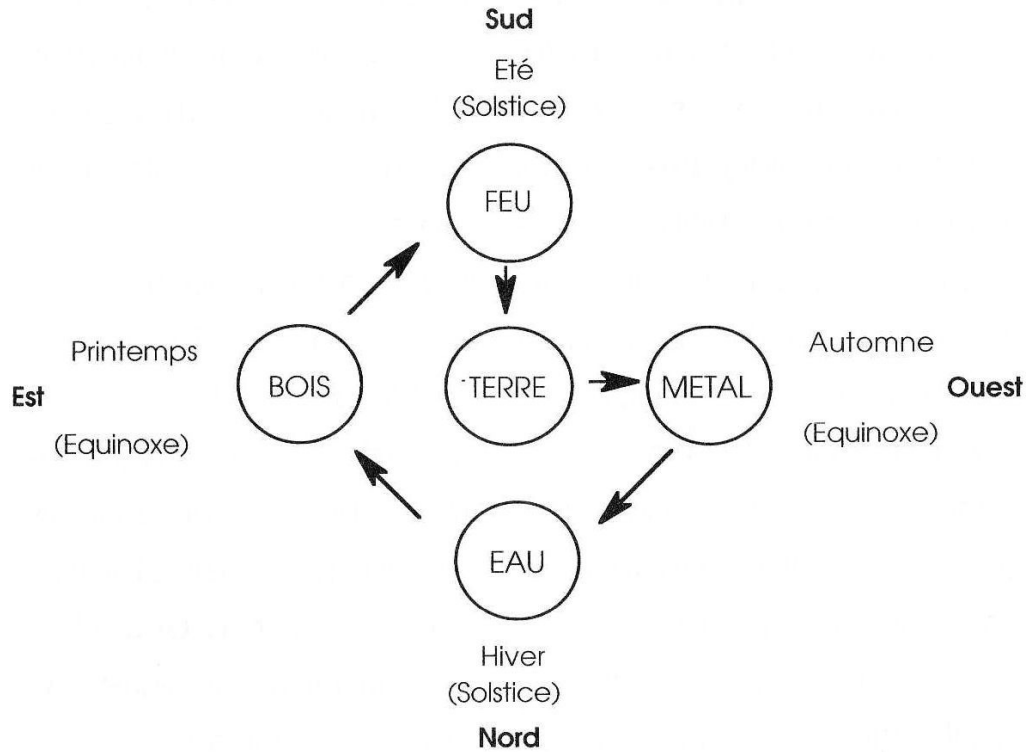 Sud
Eté
(Solstice)
FEU
Printemps
Automne
Est
BOIS
TERRE
METAL
Ouest
(Equinoxe)
(Equinoxe)
EAU
Hiver
(Solstice)
Nord